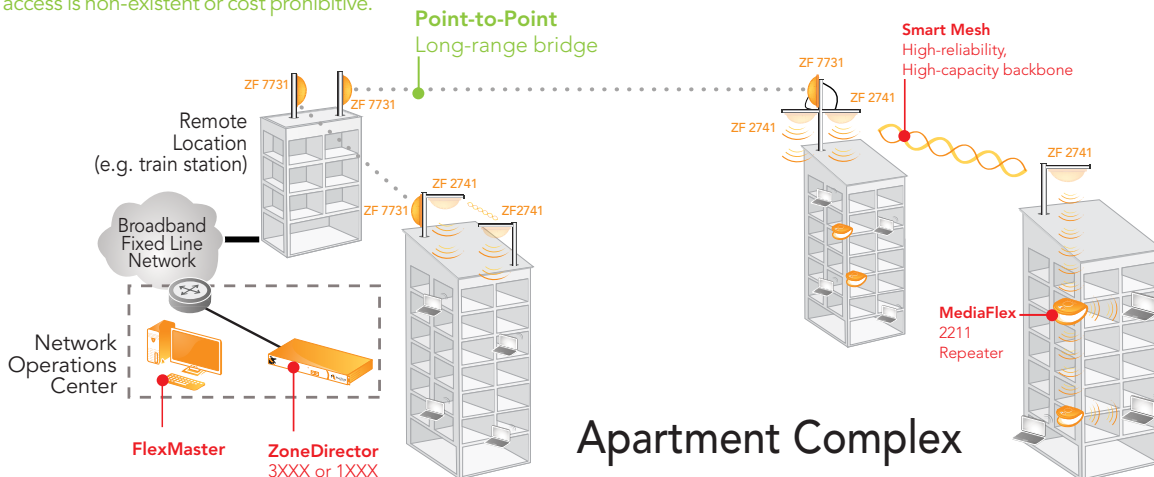 access is non-existent or cost prohibitive.
Point-to-Point
Long-range bridge
Smart Mesh
High-reliability,
High-capacity backbone
ZF 7731
ZF 7731
ZF 7731
ZF 2741
ZF 2741
Remote
Location
(e.g. train station)
ZF 2741
ZF 2741
ZF 7731
ZF2741
Broadband
Fixed Line
Network
MediaFlex
2211
Repeater
Network
Operations
Center
FlexMaster
ZoneDirector
3XXX or 1XXX
Apartment Complex